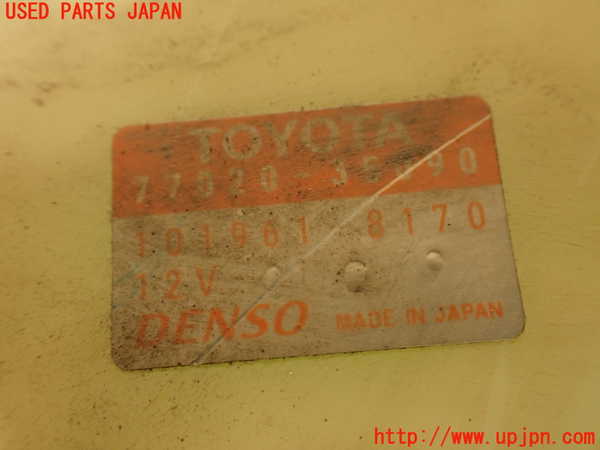 USED PARTS JAPAN
TOYOTA
101961 8170
12V
DENSO MADE IN JAPAN
http://www.upjpn.com